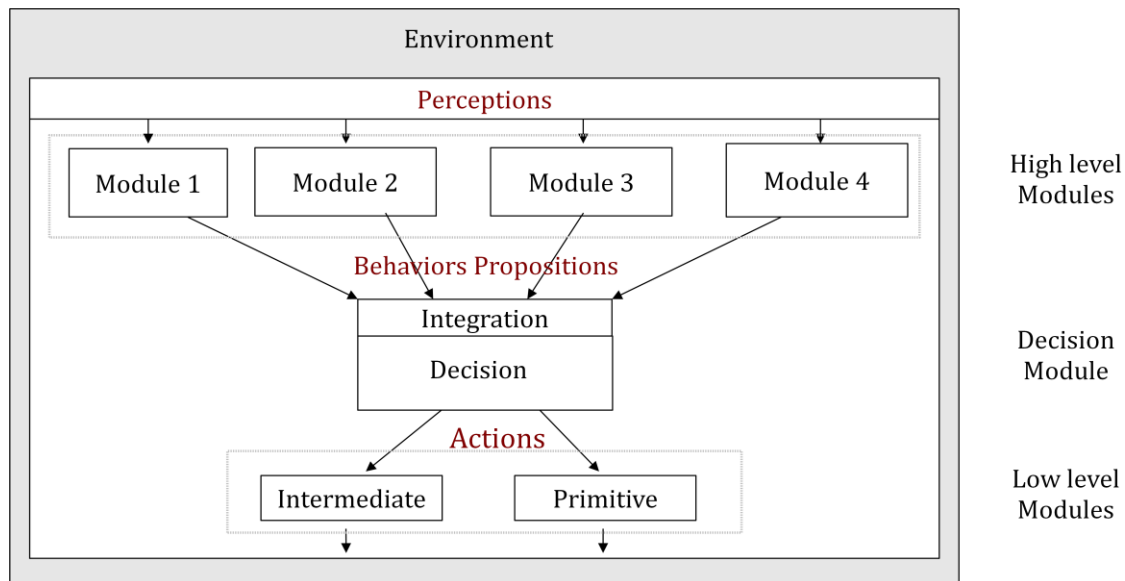 Environment
Perceptions
Module 1
Module 2
Module 3
Module 4
High level
Modules
Behaviors Propositions
Integration
Decision
Decision
Module
Actions
Intermediate
Primitive
Low level
Modules